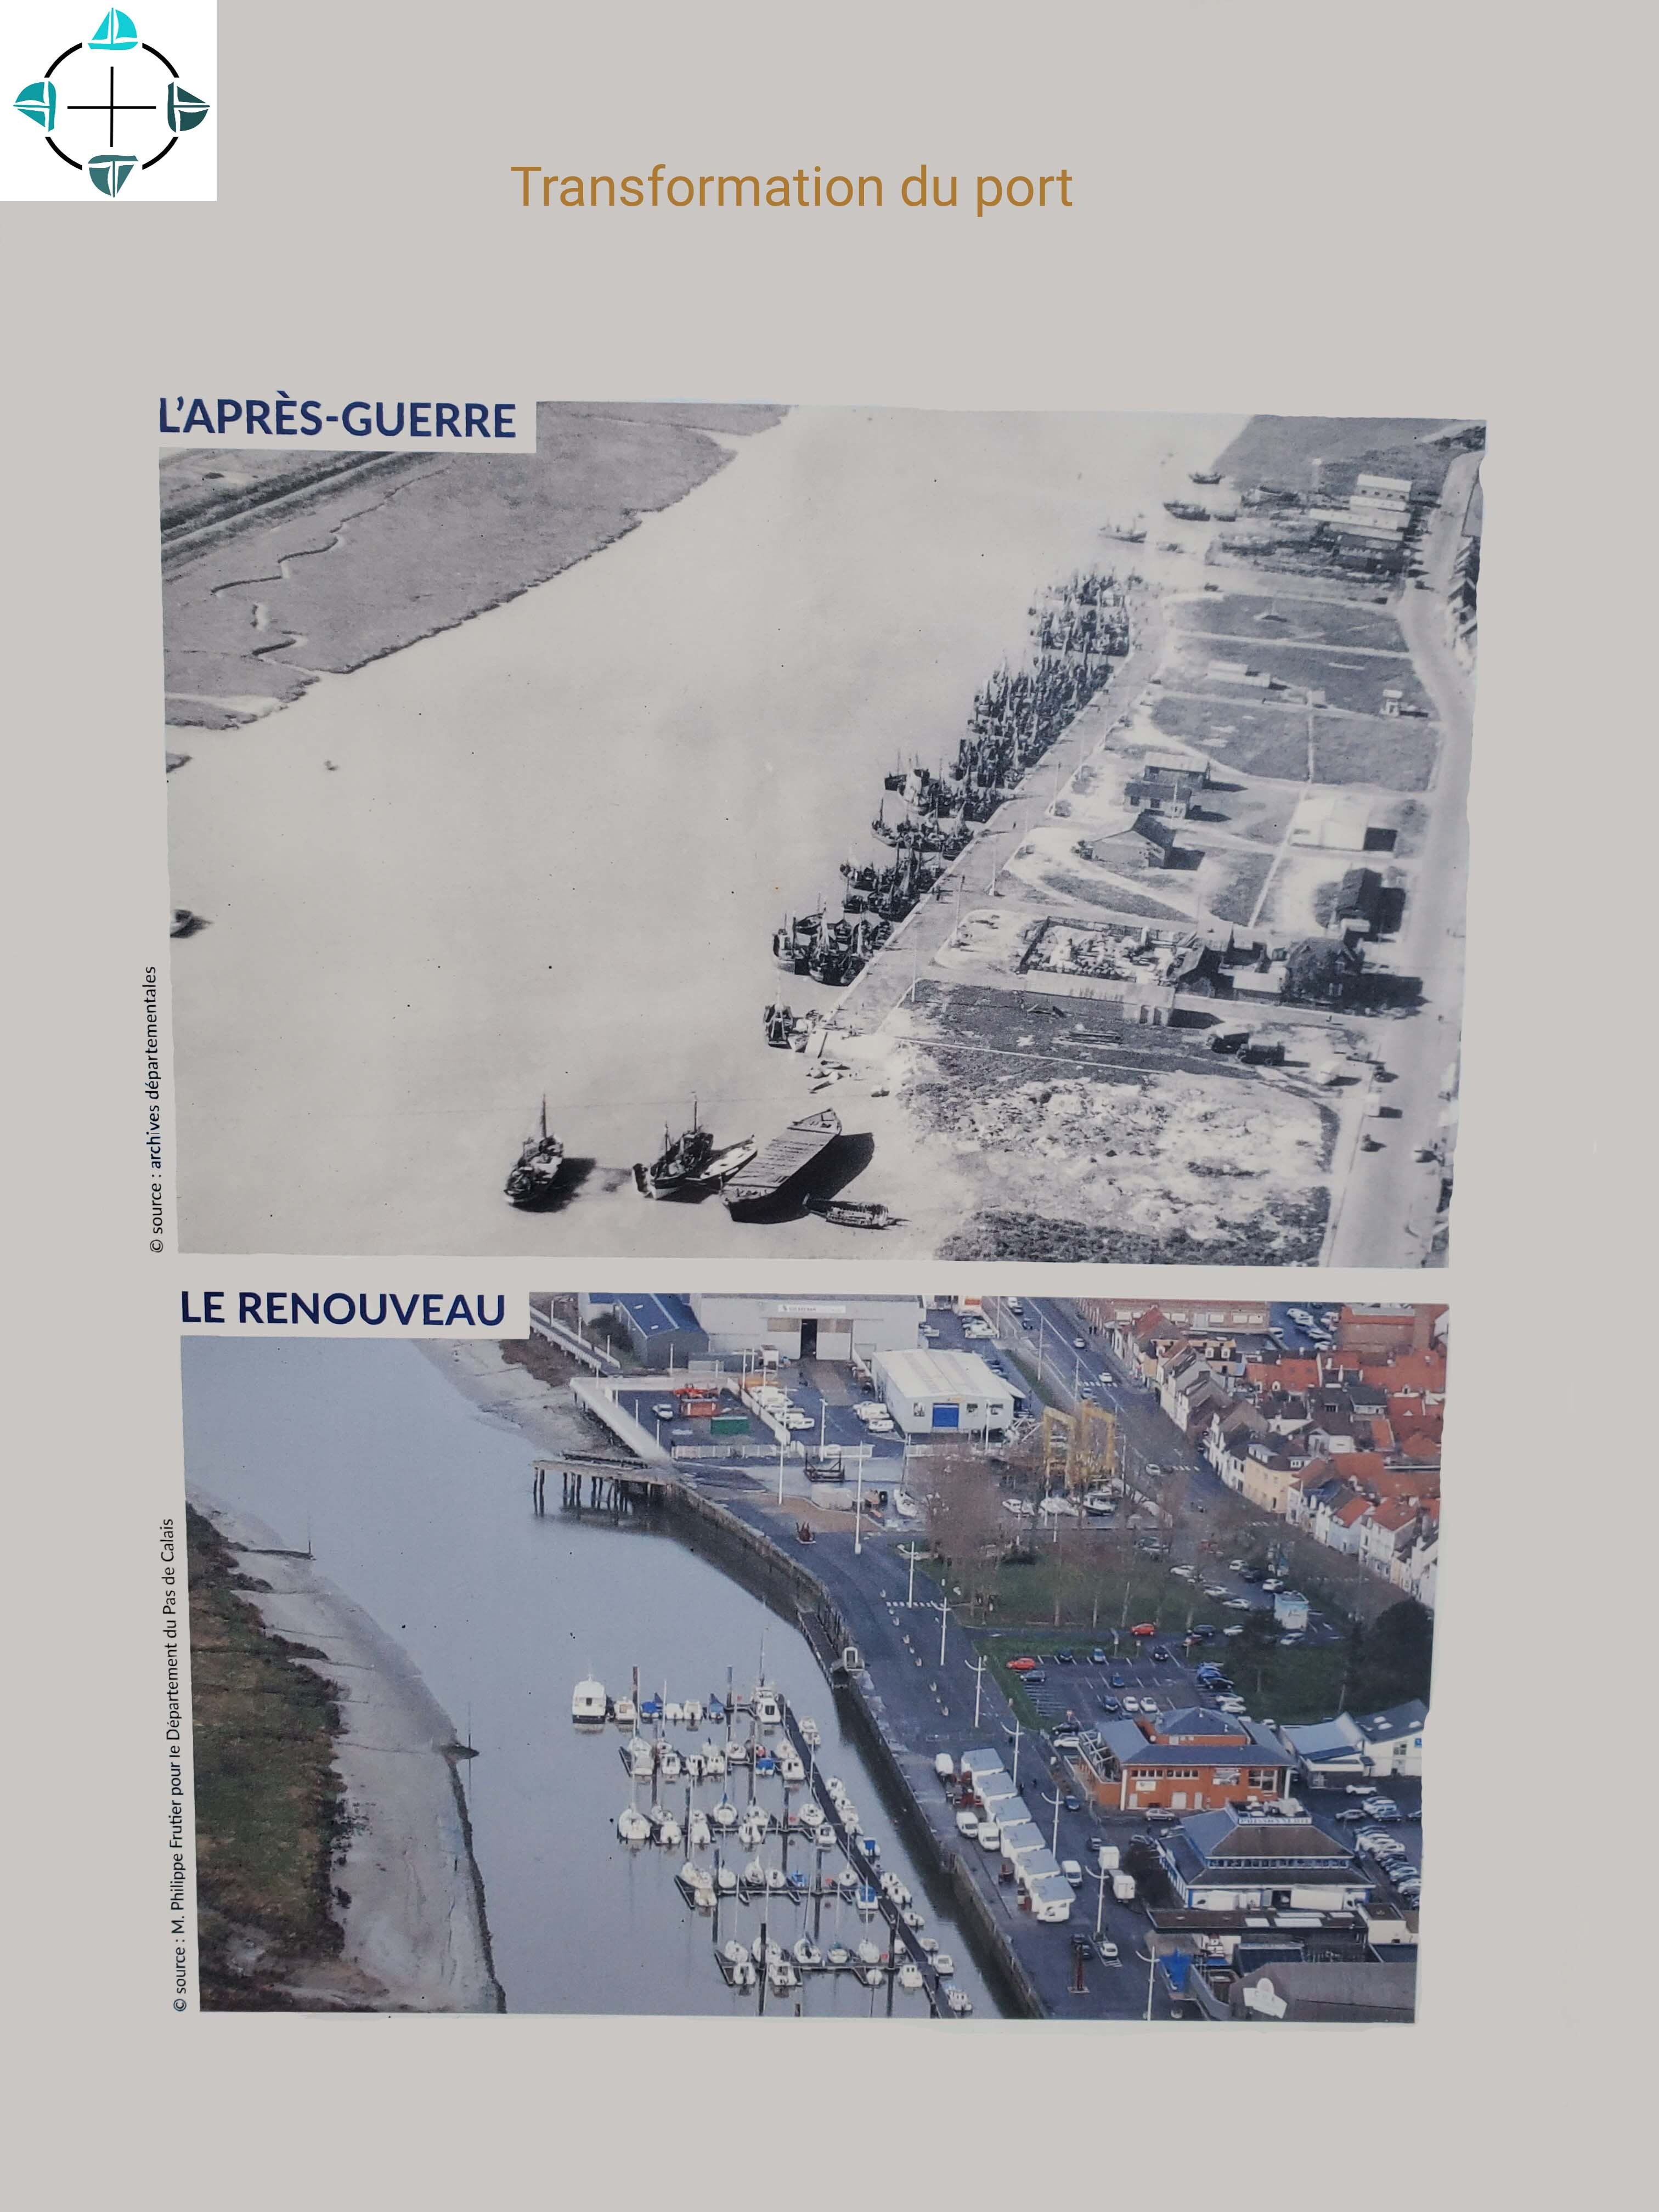 Transformation du port
L'APRÈS-GUERRE
© source : archives départementales
LE RENOUVEAU
© source : M. Philippe Frutier pour le Département du Pas de Calais